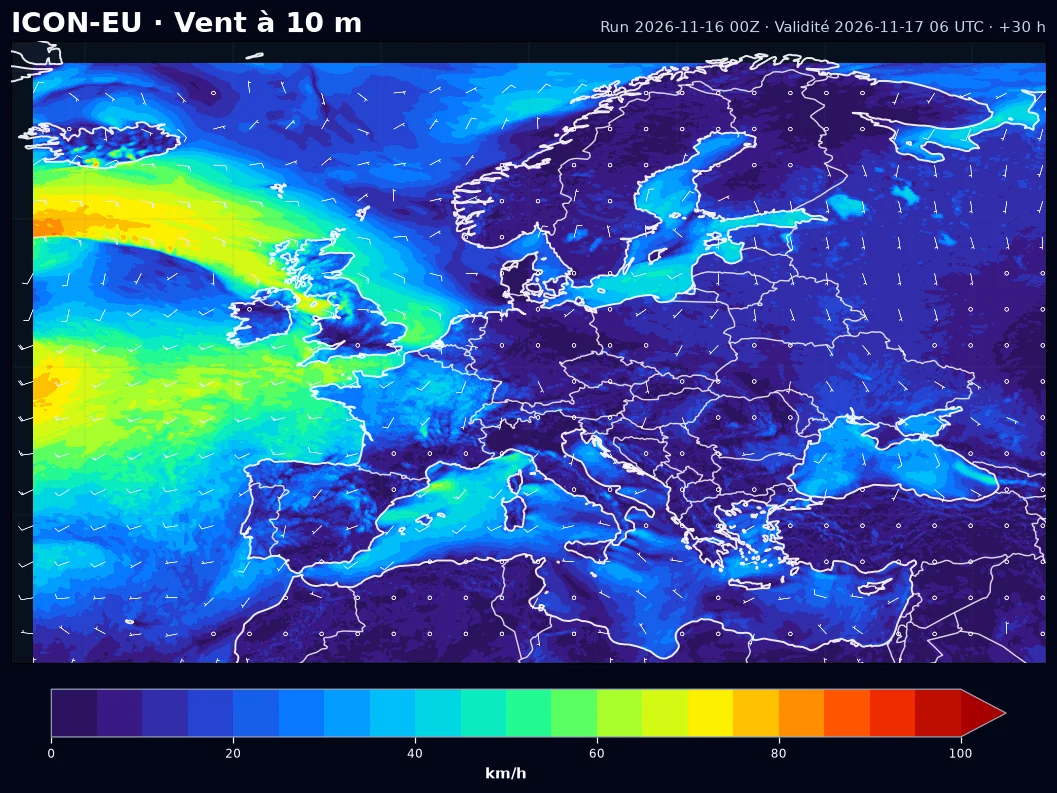 ICON-EU · Vent à 10 m
Run 2026-11-16 00Z · Validité 2026-11-17 06 UTC · +30 h
0 20 40 60 80 100
km/h